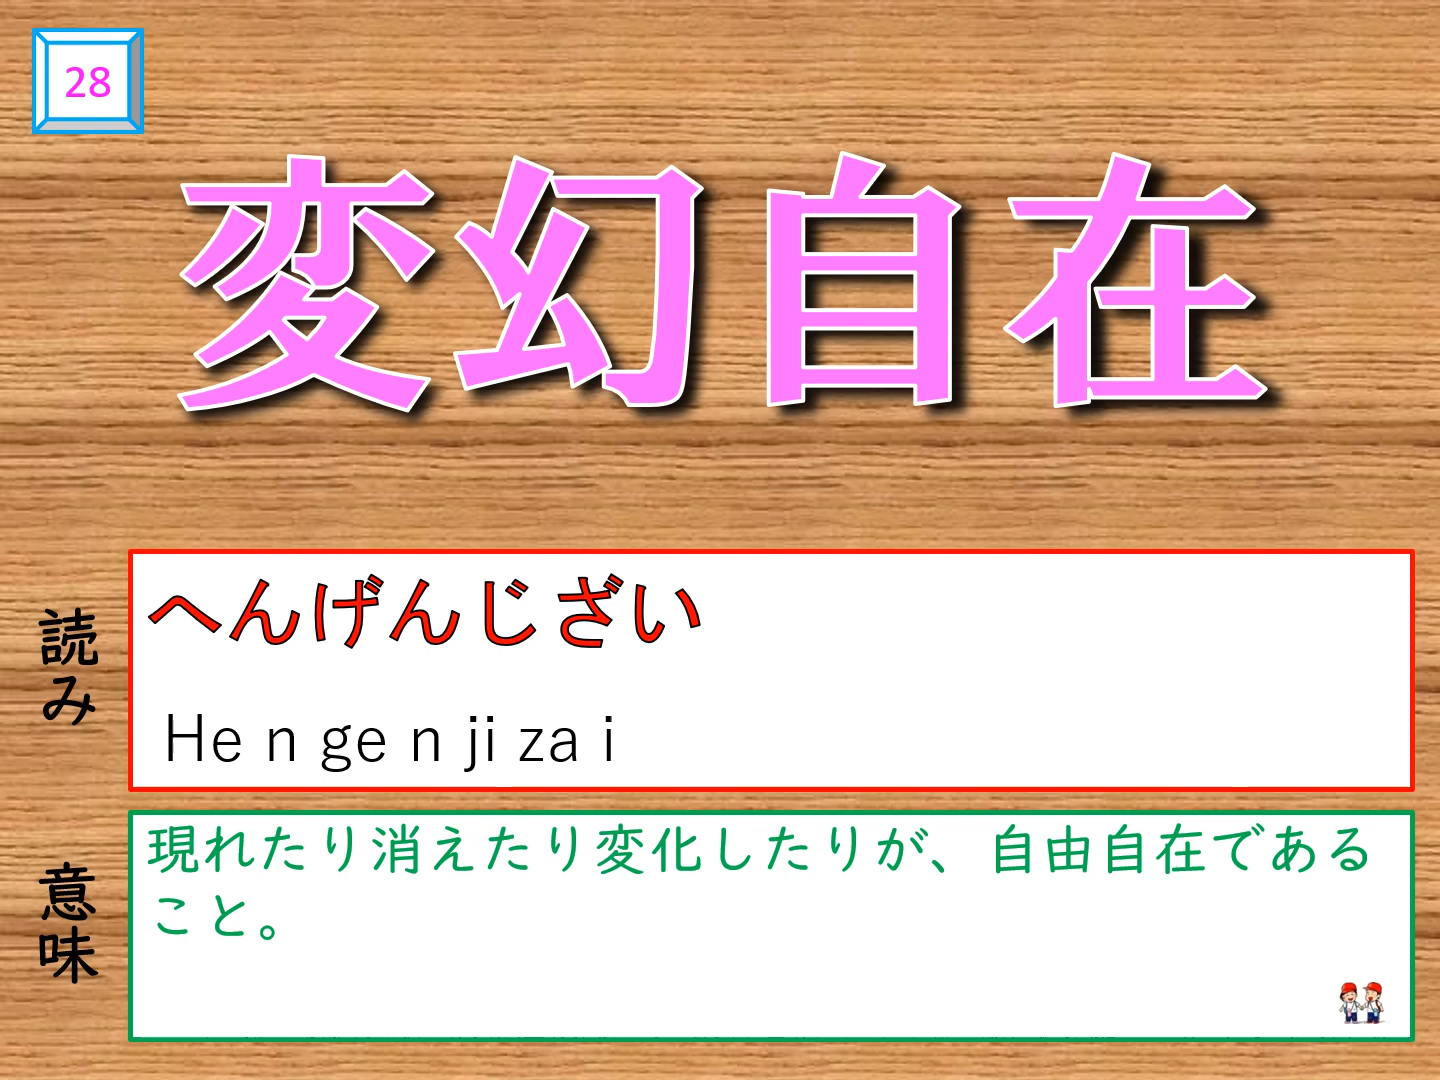 28
変幻自在
読み
へんげんじざい
He n ge n ji za i
意味
現れたり消えたり変化したりが、自由自在である
こと。